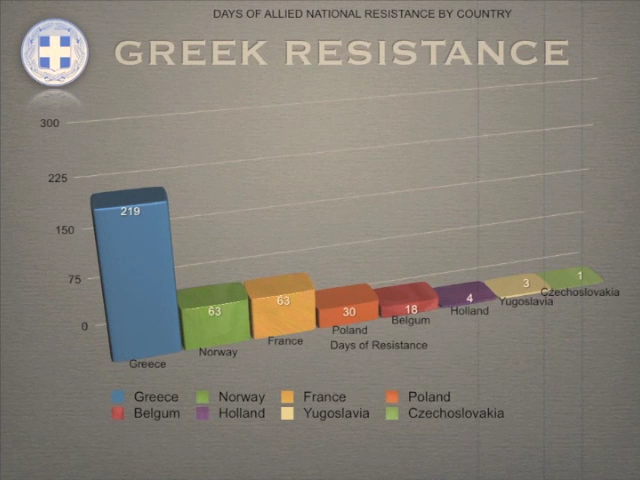 DAYS OF ALLIED NATIONAL RESISTANCE BY COUNTRY
GREEK RESISTANCE
300
225
150
75
0
219
63
63
30
18
4
3
1
Greece
Norway
France
Poland
Belgum
Holland
Yugoslavia
Czechoslovakia
Days of Resistance
Greece Norway France Poland
Belgum Holland Yugoslavia Czechoslovakia